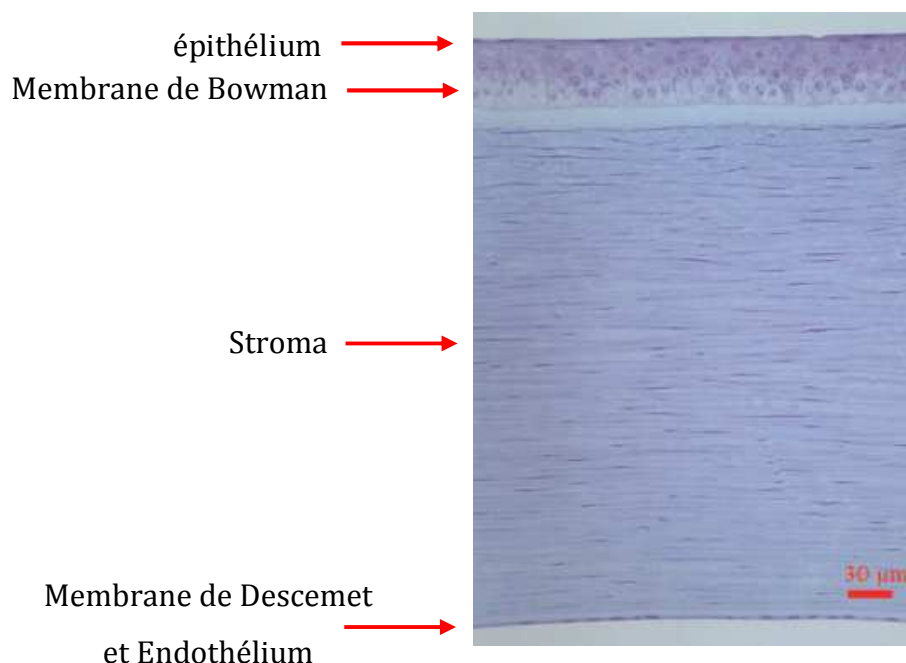 épithélium
Membrane de Bowman
Stroma
30 µm
Membrane de Descemet
et Endothélium